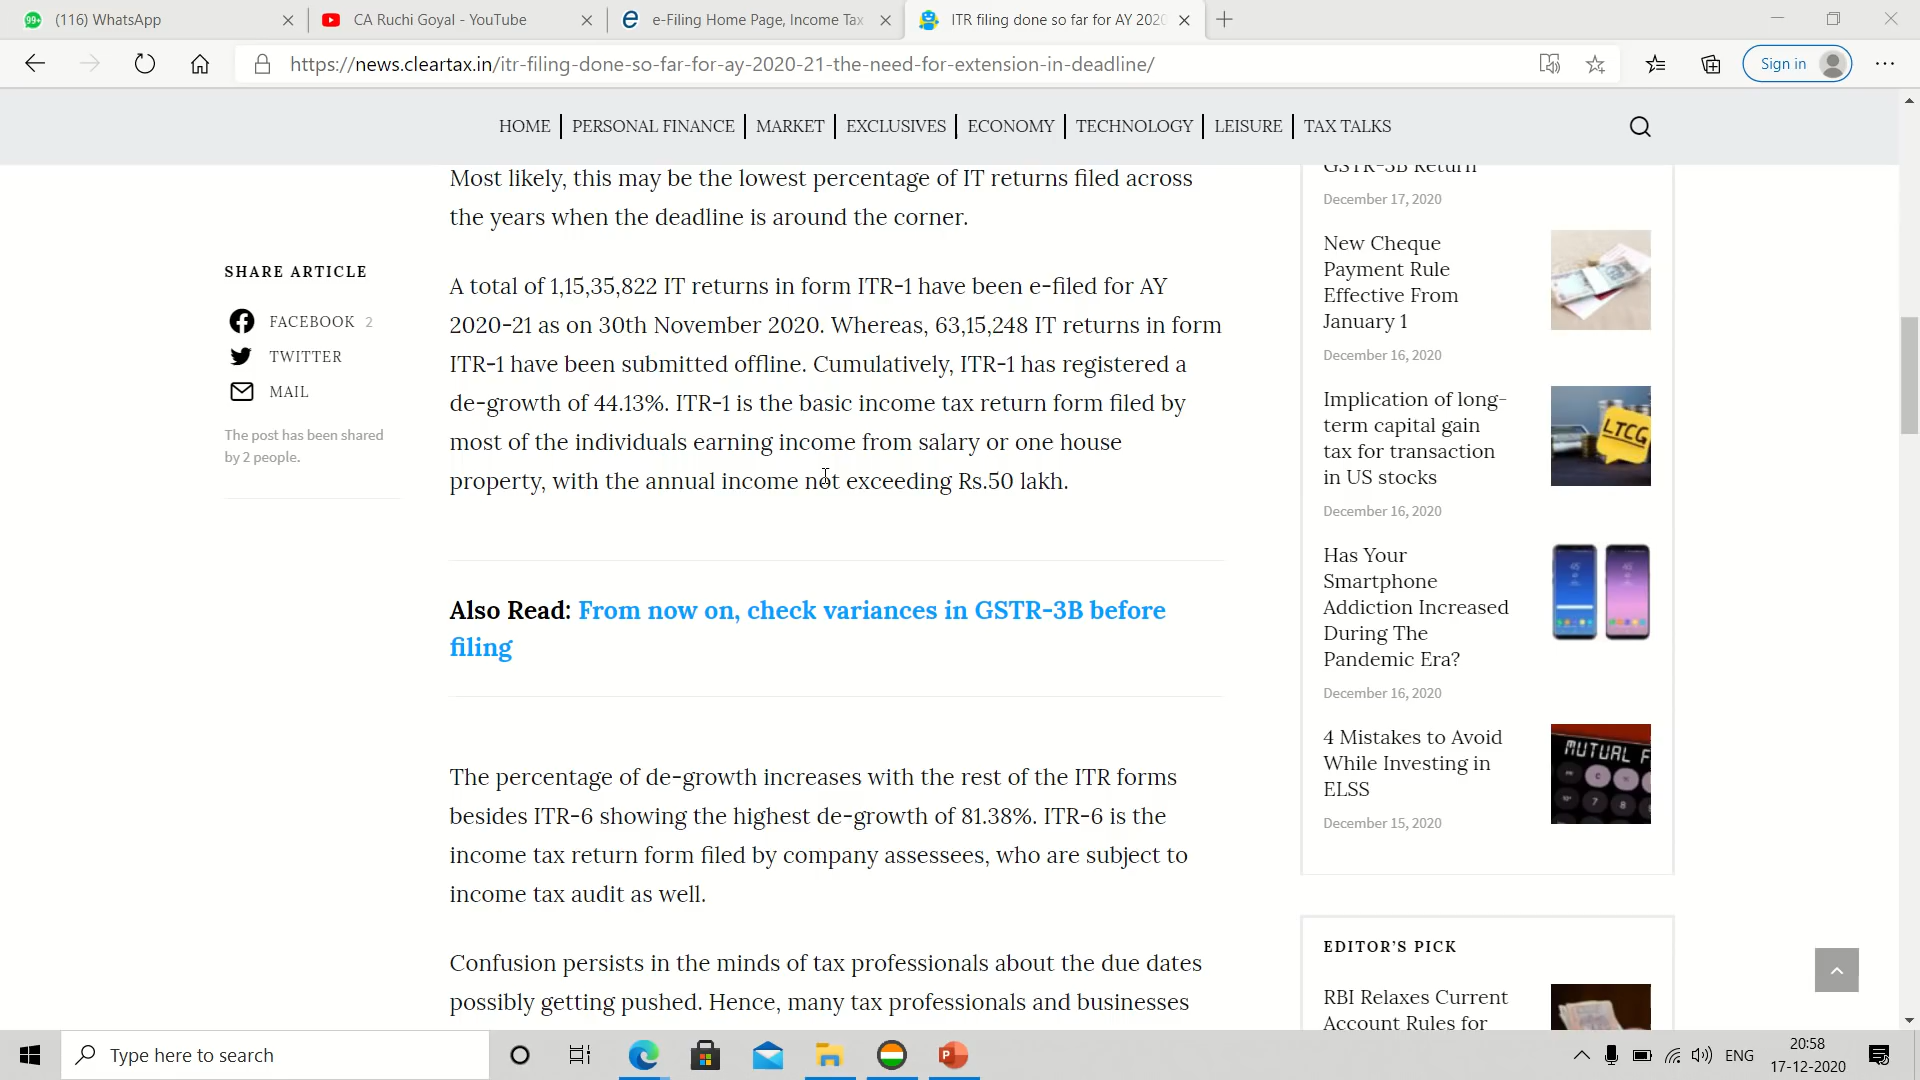 (116) WhatsApp
CA Ruchi Goyal - YouTube
e-Filing Home Page, Income Tax
ITR filing done so far for AY 2020
https://news.cleartax.in/itr-filing-done-so-far-for-ay-2020-21-the-need-for-extension-in-deadline/
Sign in
HOME PERSONAL FINANCE MARKET EXCLUSIVES ECONOMY TECHNOLOGY LEISURE TAX TALKS
Most likely, this may be the lowest percentage of IT returns filed across
the years when the deadline is around the corner.
SHARE ARTICLE
FACEBOOK 2
TWITTER
MAIL
The post has been shared
by 2 people.
A total of 1,15,35,822 IT returns in form ITR-1 have been e-filed for AY
2020-21 as on 30th November 2020. Whereas, 63,15,248 IT returns in form
ITR-1 have been submitted offline. Cumulatively, ITR-1 has registered a
de-growth of 44.13%. ITR-1 is the basic income tax return form filed by
most of the individuals earning income from salary or one house
property, with the annual income not exceeding Rs.50 lakh.
Also Read: From now on, check variances in GSTR-3B before
filing
The percentage of de-growth increases with the rest of the ITR forms
besides ITR-6 showing the highest de-growth of 81.38%. ITR-6 is the
income tax return form filed by company assessees, who are subject to
income tax audit as well.
Confusion persists in the minds of tax professionals about the due dates
possibly getting pushed. Hence, many tax professionals and businesses
GSTR-3B Return
December 17, 2020
New Cheque
Payment Rule
Effective From
January 1
December 16, 2020
Implication of long-
term capital gain
tax for transaction
in US stocks
December 16, 2020
LTCG
Has Your
Smartphone
Addiction Increased
During The
Pandemic Era?
December 16, 2020
4 Mistakes to Avoid
While Investing in
ELSS
December 15, 2020
MUTUAL F
EDITOR'S PICK
RBI Relaxes Current
Account Rules for
Type here to search
ENG
20:58
17-12-2020